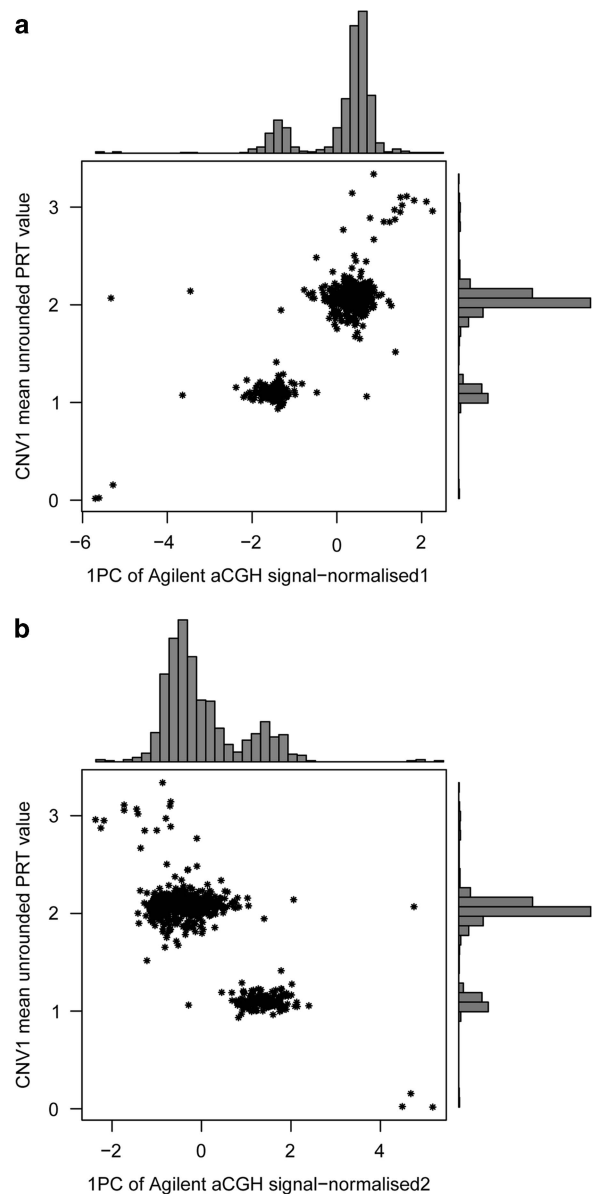 a
3
2
1
0
CNV1 mean unrounded PRT value
−6 −4 −2 0 2
1PC of Agilent aCGH signal−normalised1
b
3
2
1
0
CNV1 mean unrounded PRT value
−2 0 2 4
1PC of Agilent aCGH signal−normalised2